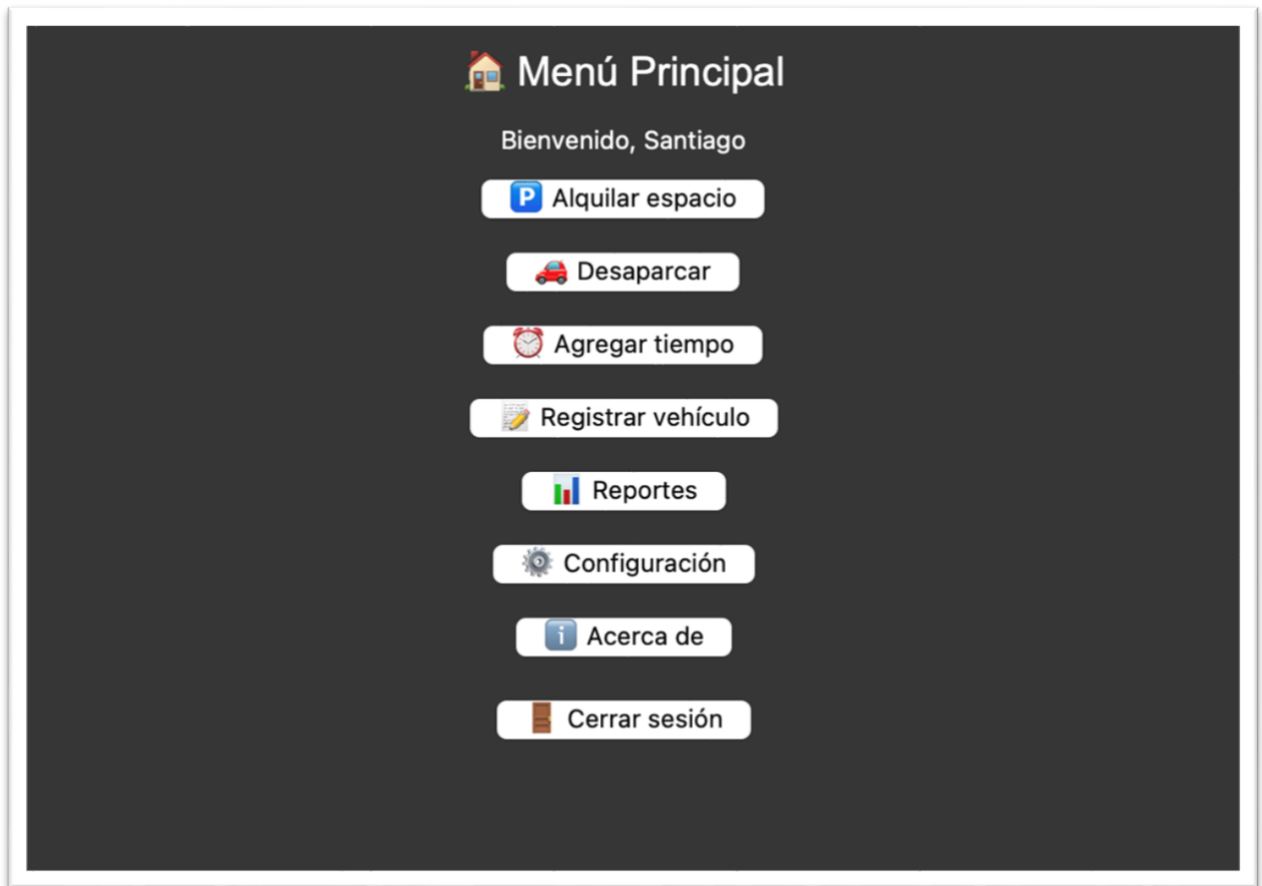 Menú Principal
Bienvenido, Santiago
P Alquilar espacio
Desaparcar
Agregar tiempo
Registrar vehículo
Reportes
Configuración
i Acerca de
Cerrar sesión